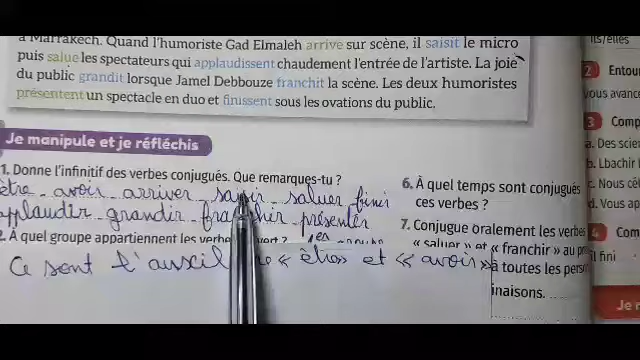 à Marrakech. Quand l'humoriste Gad Elmaleh arrive sur scène, il saisit le micro
puis salue les spectateurs qui applaudissent chaudement l'entrée de l'artiste. La joie
du public grandit lorsque Jamel Debbouze franchit la scène. Les deux humoristes
présentent un spectacle en duo et finissent sous les ovations du public.
Je manipule et je réfléchis
1. Donne l'infinitif des verbes conjugués. Que remarques-tu ?
être - avoir - arriver - saisir - saluer - finir
applaudir - grandir - franchir - présenter
2. À quel groupe appartiennent les verbes vert ?
Ce sont l'auxil « être » et « avoir »
6. À quel temps sont conjugués
ces verbes ?
7. Conjugue oralement les verbes
« saluer » et « franchir » au
à toutes les pers
inaisons.
ils/elles
2 Entou
vous avance
3 Comp
a. Des scie
b. Lbachir
c. Nous cé
d. Vous ap
4 Com
il fini
Je r